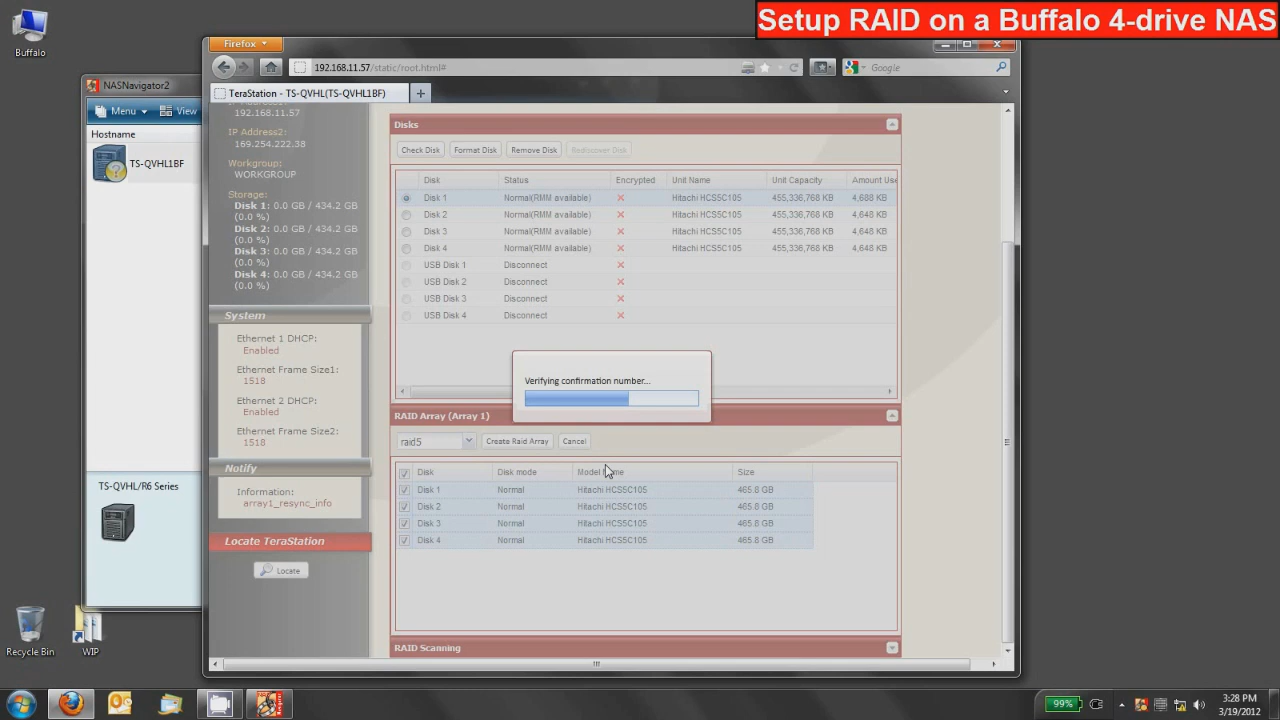 Setup RAID on a Buffalo 4-drive NAS
Buffalo
Firefox
NASNavigator2
192.168.11.57/static/root.html#
Google
TeraStation - TS-QVHL(TS-QVHL1BF)
Menu
View
Hostname
TS-QVHL1BF
192.168.11.57
IP Address2:
169.254.222.38
Workgroup:
WORKGROUP
Storage:
Disk 1: 0.0 GB / 434.2 GB
(0.0 %)
Disk 2: 0.0 GB / 434.2 GB
(0.0 %)
Disk 3: 0.0 GB / 434.2 GB
(0.0 %)
Disk 4: 0.0 GB / 434.2 GB
(0.0 %)
System
Ethernet 1 DHCP:
Enabled
Ethernet Frame Size1:
1518
Ethernet 2 DHCP:
Enabled
Ethernet Frame Size2:
1518
Notify
Information:
array1_resync_info
Locate TeraStation
Locate
Disks
Check Disk Format Disk Remove Disk Rediscover Disk
Disk Status Encrypted Unit Name Unit Capacity Amount Use
Disk 1 Normal(RMM available) Hitachi HCS5C105 455,336,768 KB 4,688 KB
Disk 2 Normal(RMM available) Hitachi HCS5C105 455,336,768 KB 4,648 KB
Disk 3 Normal(RMM available) Hitachi HCS5C105 455,336,768 KB 4,648 KB
Disk 4 Normal(RMM available) Hitachi HCS5C105 455,336,768 KB 4,648 KB
USB Disk 1 Disconnect
USB Disk 2 Disconnect
USB Disk 3 Disconnect
USB Disk 4 Disconnect
Verifying confirmation number...
RAID Array (Array 1)
raid5 Create Raid Array Cancel
Disk Disk mode Model Size
Disk 1 Normal Hitachi HCS5C105 465.8 GB
Disk 2 Normal Hitachi HCS5C105 465.8 GB
Disk 3 Normal Hitachi HCS5C105 465.8 GB
Disk 4 Normal Hitachi HCS5C105 465.8 GB
RAID Scanning
TS-QVHL/R6 Series
Recycle Bin
WIP
99%
3:28 PM
3/19/2012